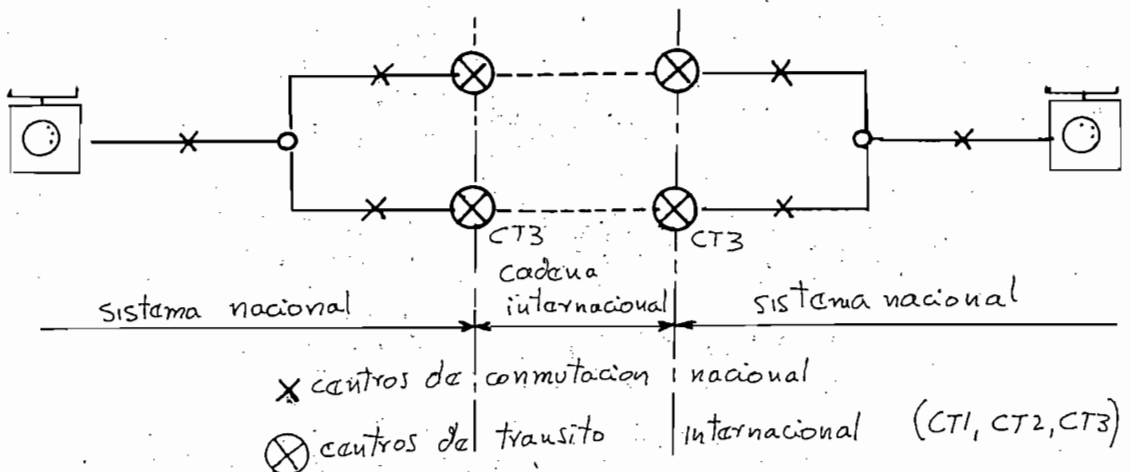 CT3
CT3
cadena
sistema nacional
internacional
sistema nacional
x centros de conmutacion nacional
centros de transito internacional (CT1, CT2, CT3)